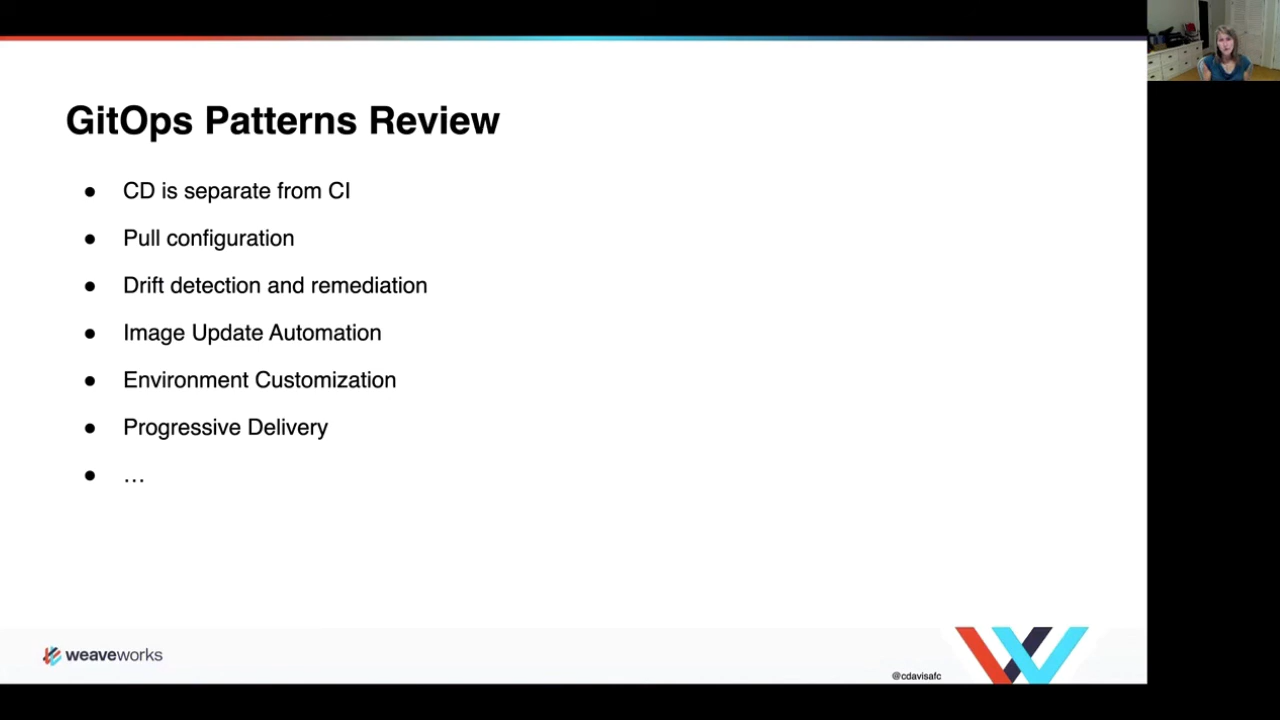 GitOps Patterns Review
● CD is separate from CI
● Pull configuration
● Drift detection and remediation
● Image Update Automation
● Environment Customization
● Progressive Delivery
● …
weaveworks
@cdavisafc